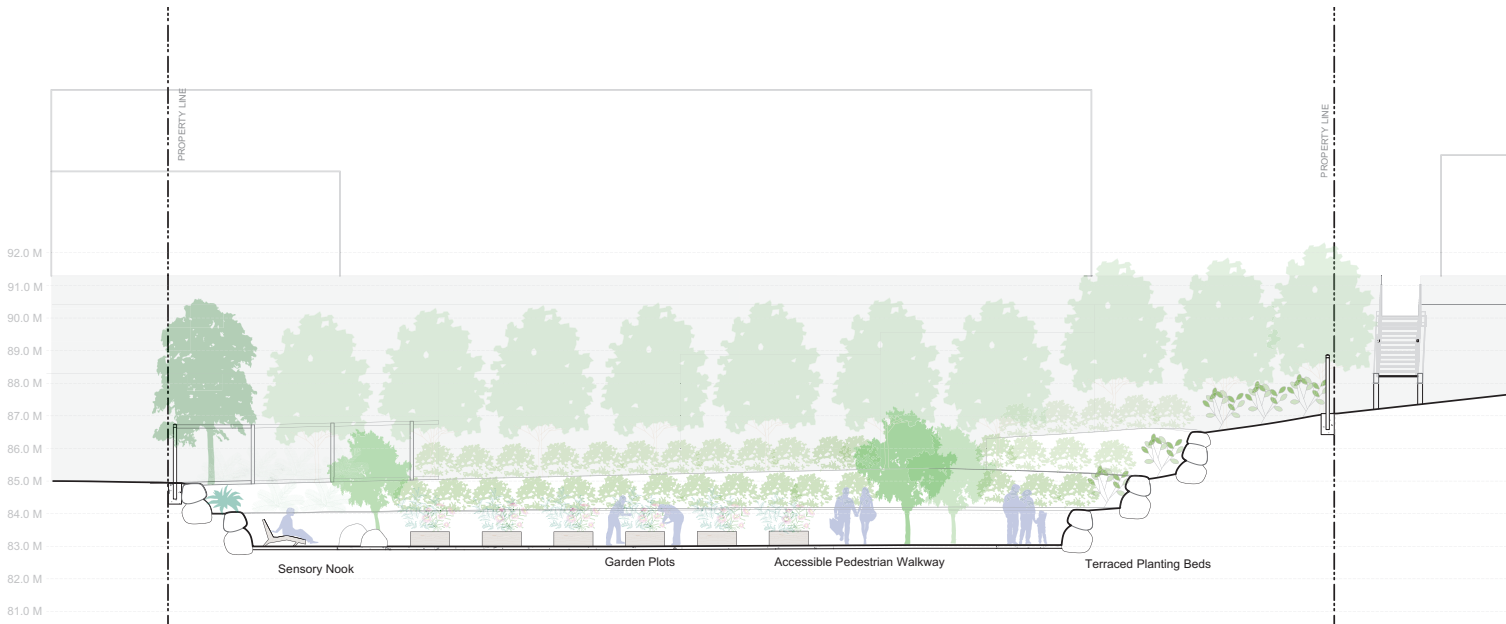 PROPERTY LINE
PROPERTY LINE
92.0 M
91.0 M
90.0 M
89.0 M
88.0 M
87.0 M
86.0 M
85.0 M
84.0 M
83.0 M
82.0 M
81.0 M
Sensory Nook
Garden Plots
Accessible Pedestrian Walkway
Terraced Planting Beds